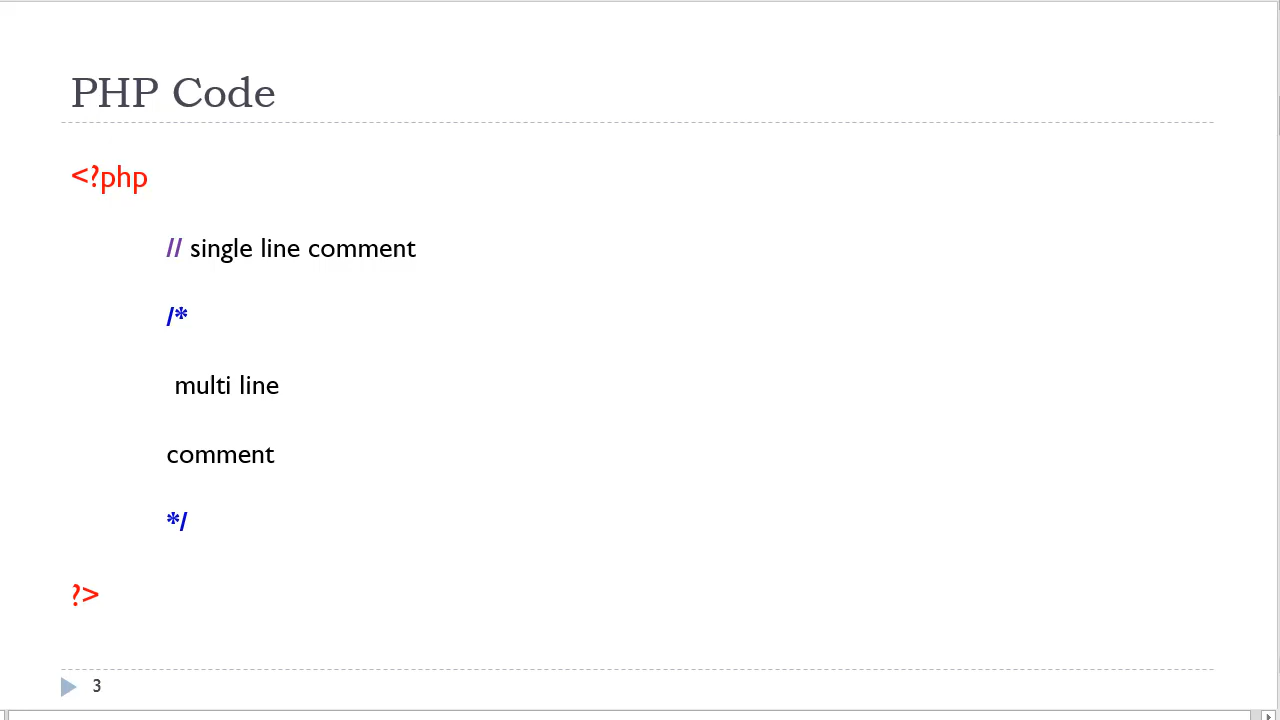 PHP Code
<?php
// single line comment
/*
multi line
comment
*/
?>
3